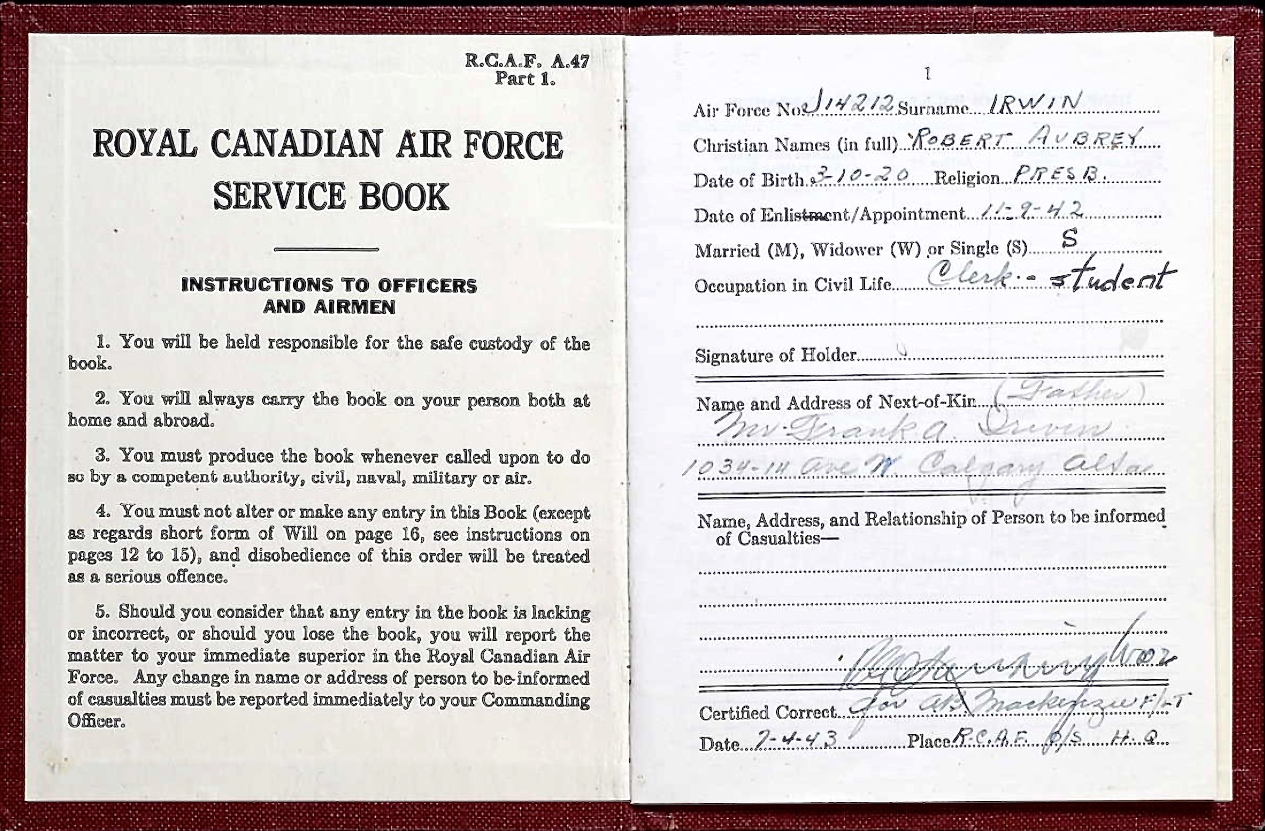 R.C.A.F. A.47
Part 1.
ROYAL CANADIAN AIR FORCE
SERVICE BOOK
INSTRUCTIONS TO OFFICERS
AND AIRMEN
1. You will be held responsible for the safe custody of the
book.
2. You will always carry the book on your person both at
home and abroad.
3. You must produce the book whenever called upon to do
so by a competent authority, civil, naval, military or air.
4. You must not alter or make any entry in this Book (except
as regards short form of Will on page 16, see instructions on
pages 12 to 15), and disobedience of this order will be treated
as a serious offence.
5. Should you consider that any entry in the book is lacking
or incorrect, or should you lose the book, you will report the
matter to your immediate superior in the Royal Canadian Air
Force. Any change in name or address of person to be informed
of casualties must be reported immediately to your Commanding
Officer.
1
Air Force No. J14212 Surname IRWIN
Christian Names (in full) ROBERT AUBREY
Date of Birth 3-10-20 Religion PRESB.
Date of Enlistment/Appointment 11-9-42
Married (M), Widower (W) or Single (S) S
Occupation in Civil Life Clerk - student
Signature of Holder
Name and Address of Next-of-Kin (Father)
Mr. Frank A. Irwin
1034-14 Ave W. Calgary Alta
Name, Address, and Relationship of Person to be informed
of Casualties—
Certified Correct for AB Mackenzie F/LT
Date 7-4-43 Place R.C.A.F. O/S H.Q.